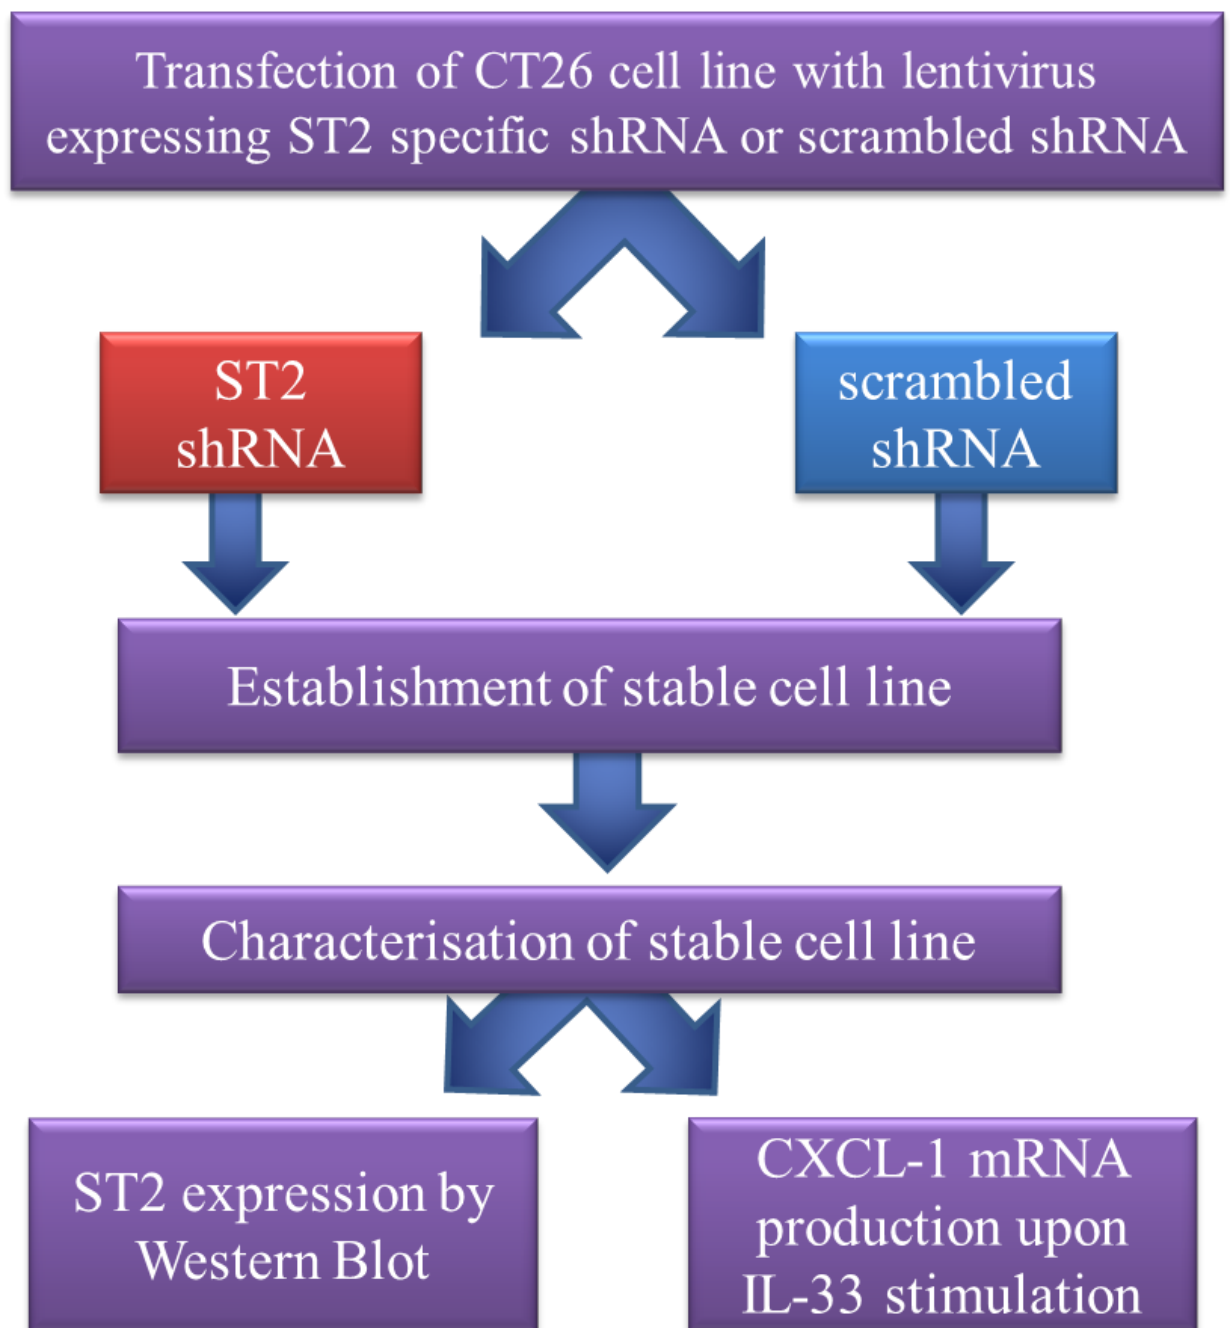 Transfection of CT26 cell line with lentivirus
expressing ST2 specific shRNA or scrambled shRNA
ST2
shRNA
scrambled
shRNA
Establishment of stable cell line
Characterisation of stable cell line
ST2 expression by
Western Blot
CXCL-1 mRNA
production upon
IL-33 stimulation